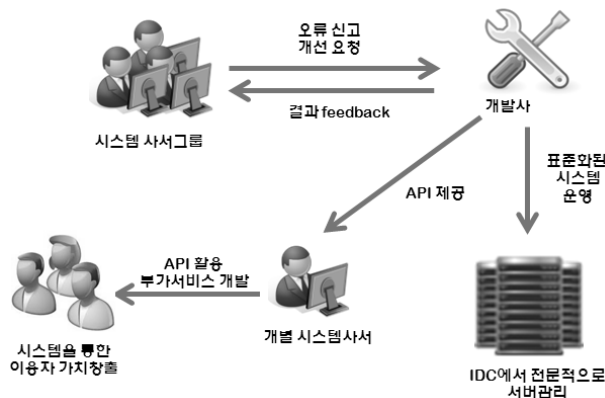 오류 신고
개선 요청
결과 feedback
시스템 사서그룹
개발사
표준화된
시스템
운영
API 제공
API 활용
부가서비스 개발
개별 시스템사서
시스템을 통한
이용자 가치창출
IDC에서 전문적으로
서버관리